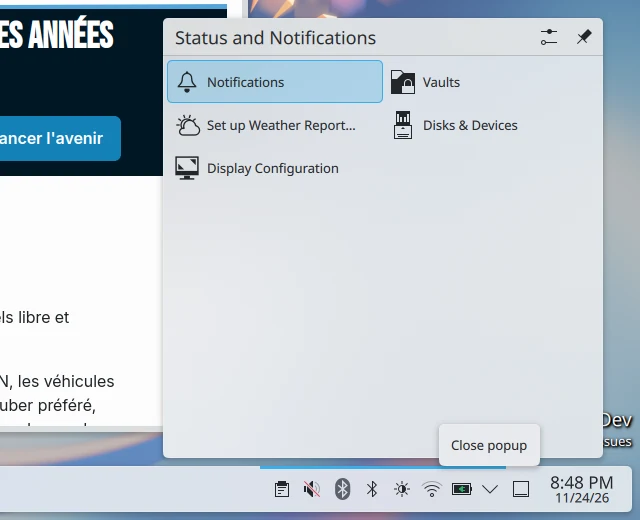 ES ANNÉES
ancer l'avenir
els libre et
N, les véhicules
uber préféré,
Status and Notifications
Notifications
Vaults
Set up Weather Report...
Disks & Devices
Display Configuration
Dev
sues
Close popup
8:48 PM
11/24/26